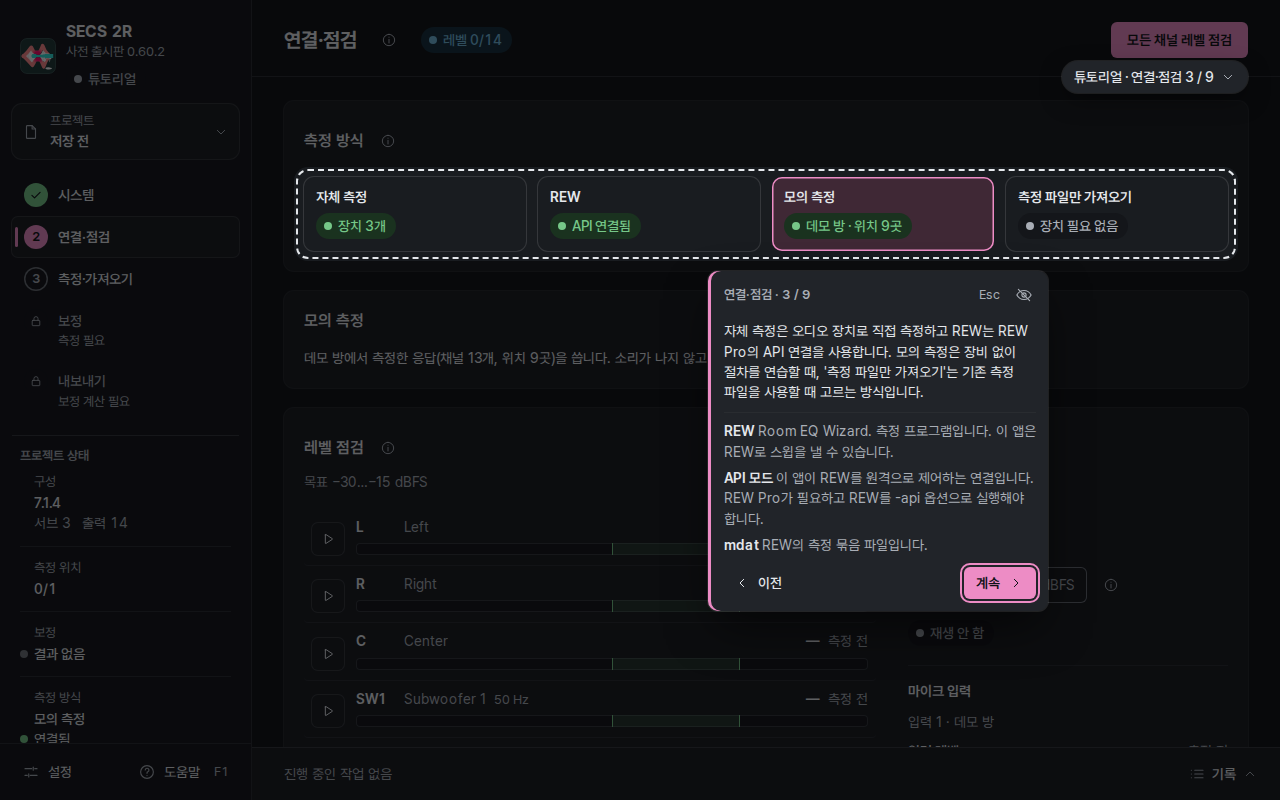 SECS 2R
사전 출시판 0.60.2
튜토리얼
프로젝트
저장 전
시스템
2 연결·점검
3 측정·가져오기
보정
측정 필요
내보내기
보정 계산 필요
프로젝트 상태
구성
7.1.4
서브 3 출력 14
측정 위치
0/1
보정
결과 없음
측정 방식
모의 측정
연결됨
설정
도움말 F1
연결·점검
레벨 0/14
모든 채널 레벨 점검
튜토리얼 · 연결·점검 3 / 9
측정 방식
자체 측정
장치 3개
REW
API 연결됨
모의 측정
데모 방 · 위치 9곳
측정 파일만 가져오기
장치 필요 없음
모의 측정
데모 방에서 측정한 응답(채널 13개, 위치 9곳)을 씁니다. 소리가 나지 않고
연결·점검 · 3 / 9
Esc
자체 측정은 오디오 장치로 직접 측정하고 REW는 REW
Pro의 API 연결을 사용합니다. 모의 측정은 장비 없이
절차를 연습할 때, '측정 파일만 가져오기'는 기존 측정
파일을 사용할 때 고르는 방식입니다.
REW Room EQ Wizard. 측정 프로그램입니다. 이 앱은
REW로 스윕을 낼 수 있습니다.
API 모드 이 앱이 REW를 원격으로 제어하는 연결입니다.
REW Pro가 필요하고 REW를 -api 옵션으로 실행해야
합니다.
mdat REW의 측정 묶음 파일입니다.
이전
계속
레벨 점검
목표 −30…−15 dBFS
L Left
R Right
C Center
— 측정 전
SW1 Subwoofer 1 50 Hz
— 측정 전
dBFS
재생 안 함
마이크 입력
입력 1 · 데모 방
진행 중인 작업 없음
기록